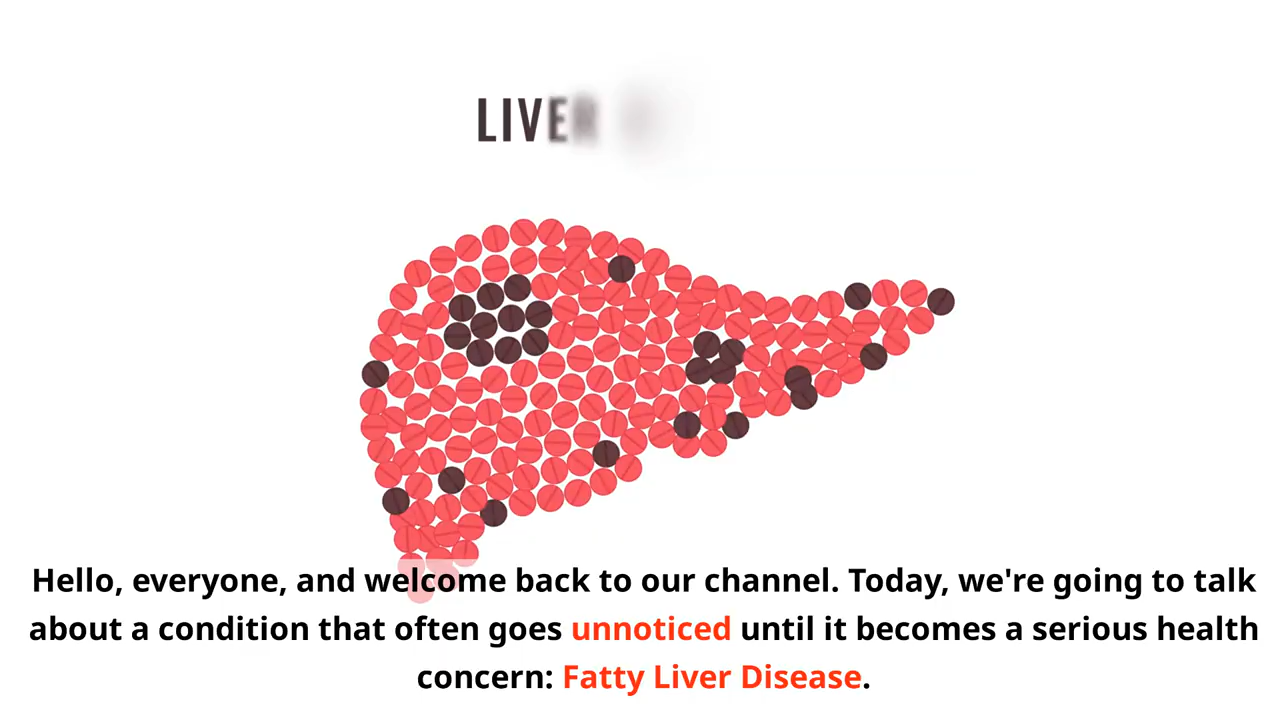 LIVER
Hello, everyone, and welcome back to our channel. Today, we're going to talk
about a condition that often goes unnoticed until it becomes a serious health
concern: Fatty Liver Disease.